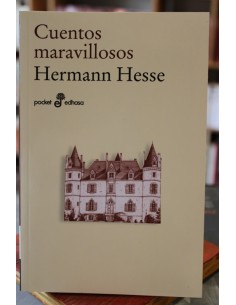 Cuentos
maravillosos
Hermann Hesse
pocket edhasa